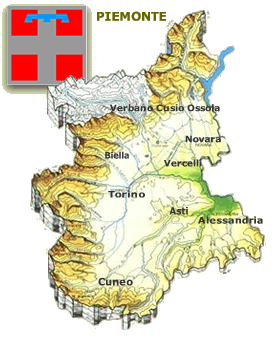 PIEMONTE
Verbano Cusio Ossola
Novara
Biella
Vercelli
Torino
Asti
Alessandria
Cuneo